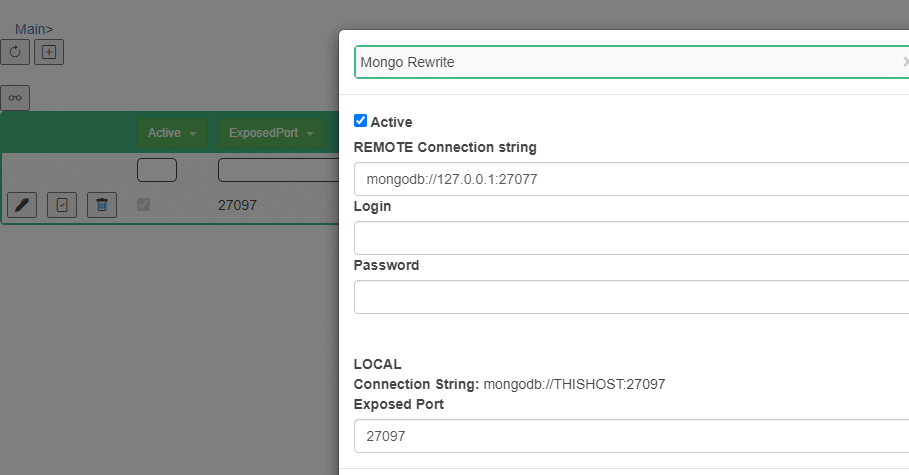 Main>
Active
ExposedPort
27097
Mongo Rewrite
Active
REMOTE Connection string
mongodb://127.0.0.1:27077
Login
Password
LOCAL
Connection String: mongodb://THISHOST:27097
Exposed Port
27097